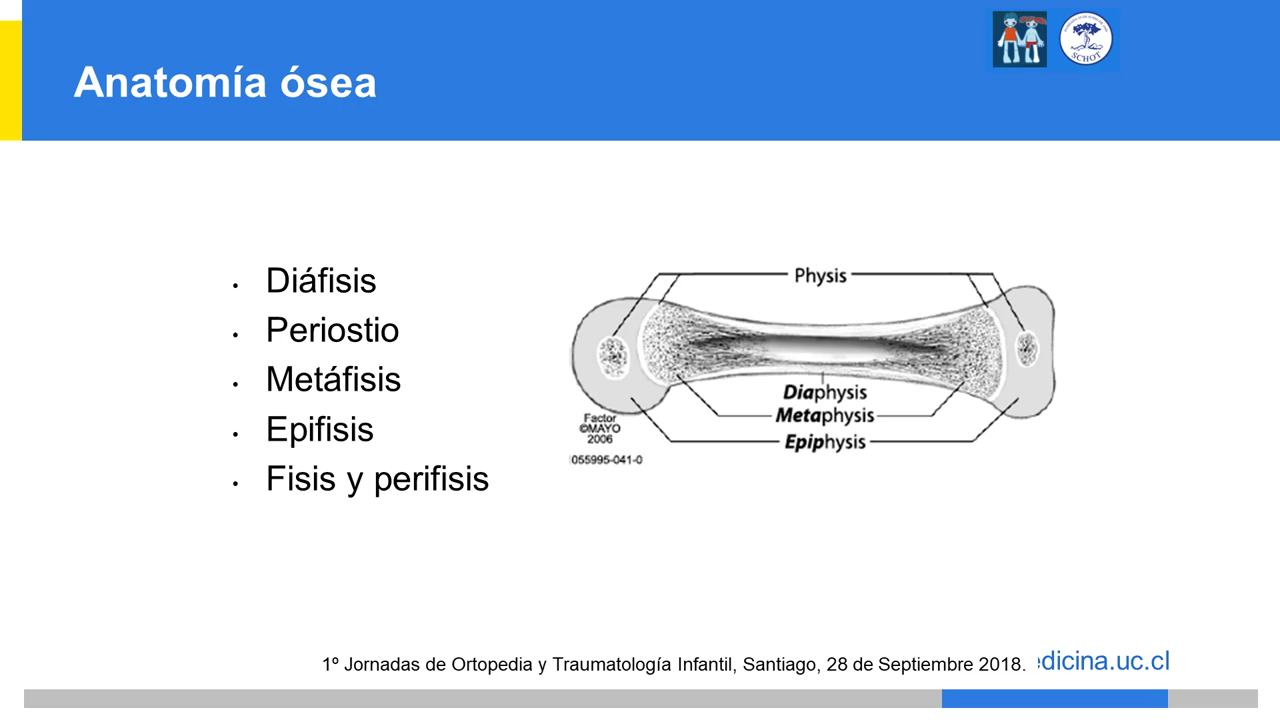 SCHOT
Anatomía ósea
• Diáfisis
• Periostio
• Metáfisis
• Epifisis
• Fisis y perifisis
Physis
Diaphysis
Metaphysis
Epiphysis
Factor
©MAYO
2006
055995-041-0
1º Jornadas de Ortopedia y Traumatología Infantil, Santiago, 28 de Septiembre 2018.
edicina.uc.cl